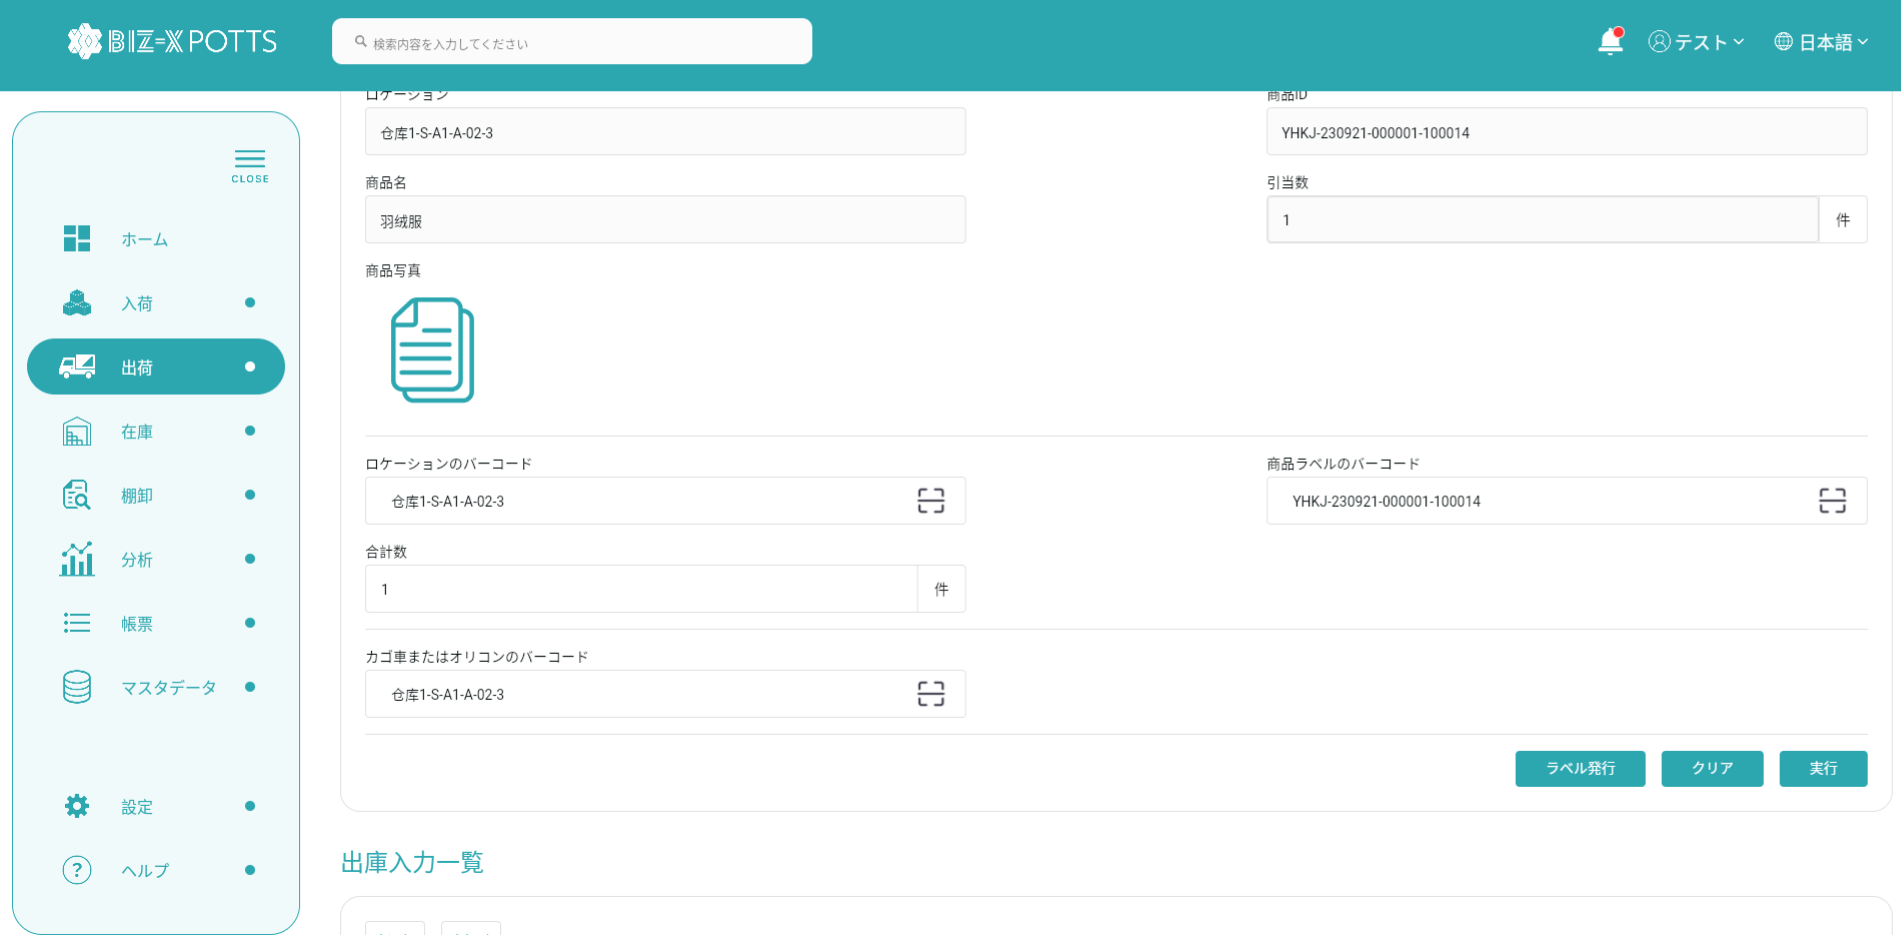 BIZ=X POTTS
検索内容を入力してください
テスト
日本語
CLOSE
ホーム
入荷
出荷
在庫
棚卸
分析
帳票
マスタデータ
設定
ヘルプ
ロケーション
商品ID
仓库1-S-A1-A-02-3
YHKJ-230921-000001-100014
商品名
引当数
羽绒服
1
件
商品写真
ロケーションのバーコード
商品ラベルのバーコード
仓库1-S-A1-A-02-3
YHKJ-230921-000001-100014
合計数
1
件
カゴ車またはオリコンのバーコード
仓库1-S-A1-A-02-3
ラベル発行
クリア
実行
出庫入力一覧